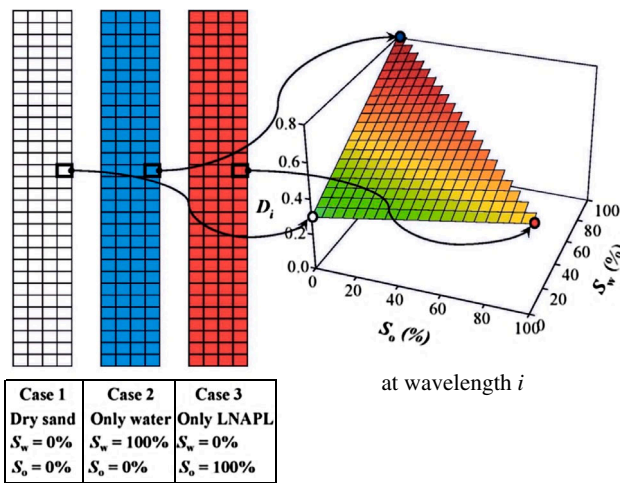 0.8
0.6
0.4
0.2
0.0
D_i
0
20
40
60
80
100
S_o (%)
0
20
40
60
80
100
S_w (%)
at wavelength i
Case 1 Case 2 Case 3
Dry sand Only water Only LNAPL
S_w = 0% S_w = 100% S_w = 0%
S_o = 0% S_o = 0% S_o = 100%